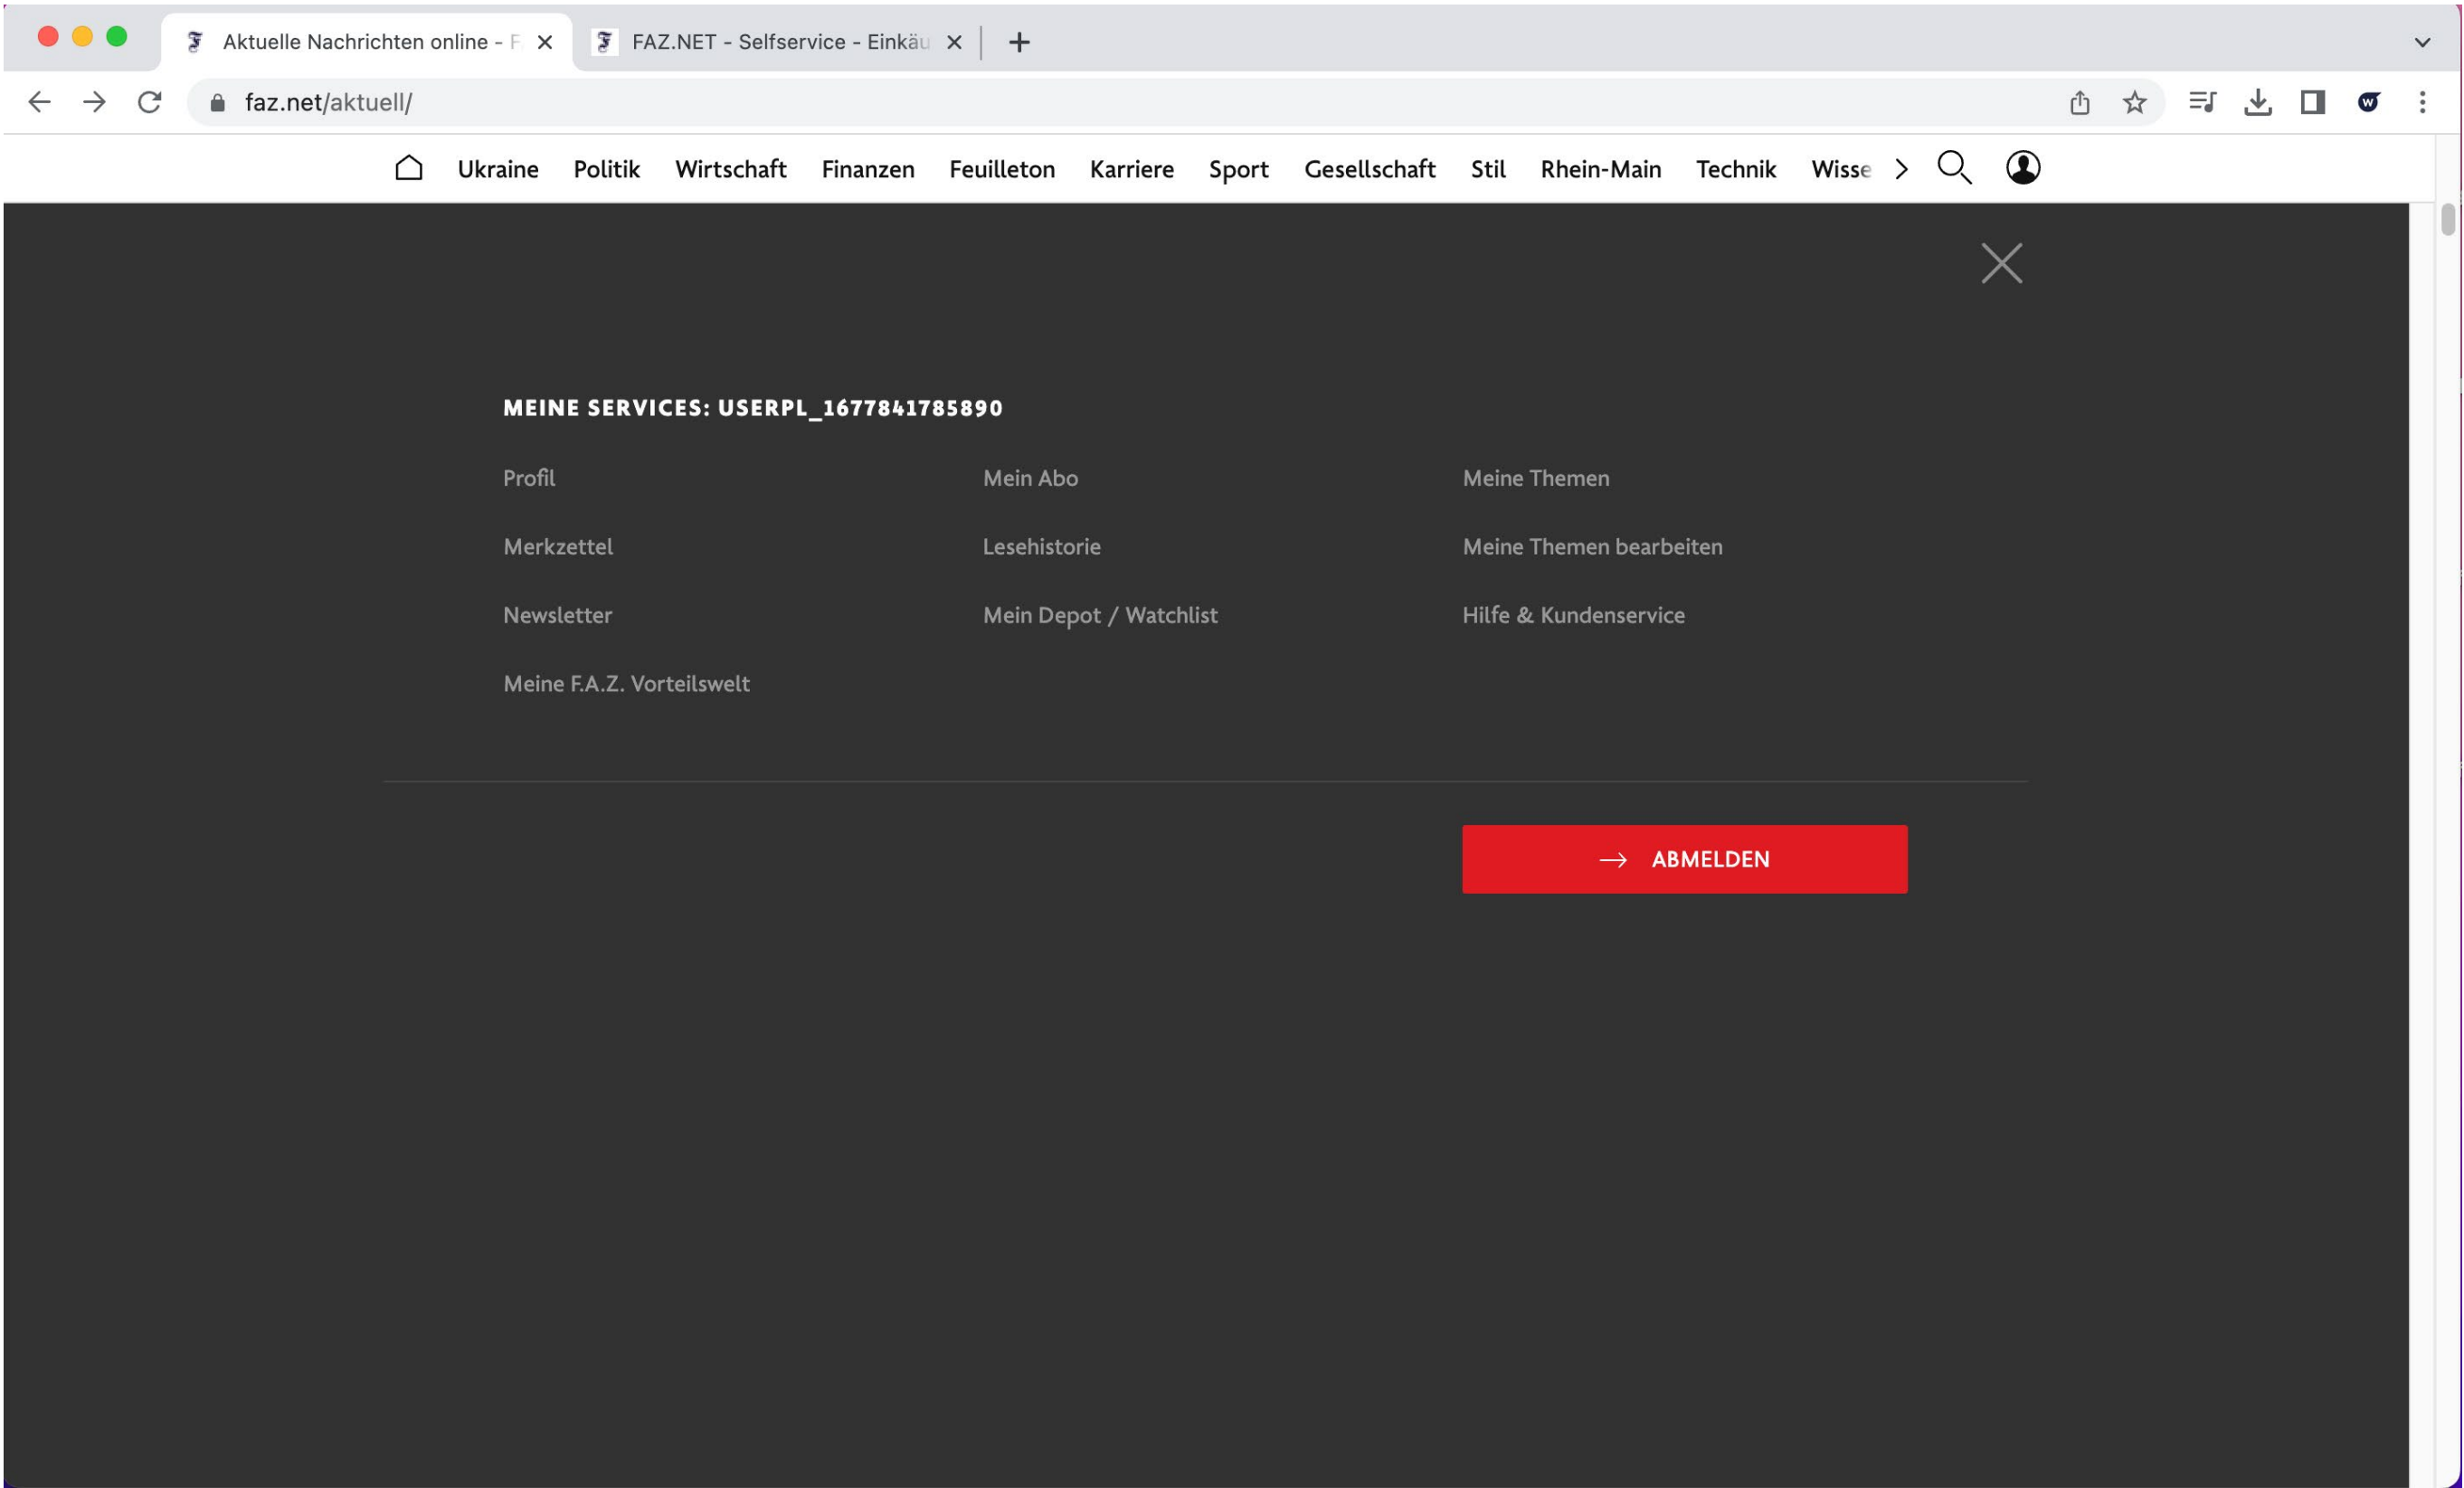 Aktuelle Nachrichten online - F
FAZ.NET - Selfservice - Einkäu
faz.net/aktuell/
Ukraine Politik Wirtschaft Finanzen Feuilleton Karriere Sport Gesellschaft Stil Rhein-Main Technik Wisse
MEINE SERVICES: USERPL_1677841785890
Profil Mein Abo Meine Themen
Merkzettel Lesehistorie Meine Themen bearbeiten
Newsletter Mein Depot / Watchlist Hilfe & Kundenservice
Meine F.A.Z. Vorteilswelt
ABMELDEN